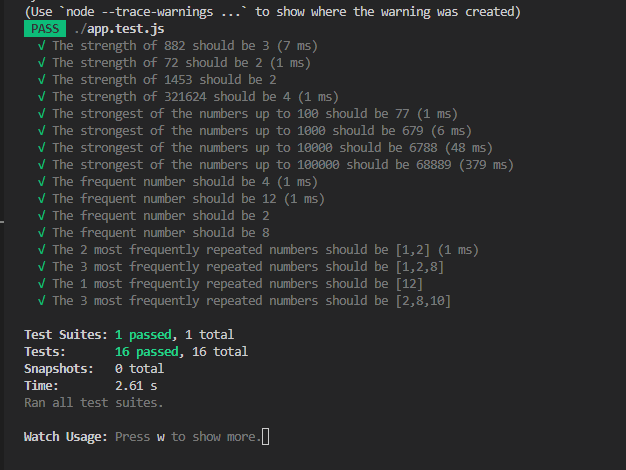 (Use `node --trace-warnings ...` to show where the warning was created)
PASS ./app.test.js
√ The strength of 882 should be 3 (7 ms)
√ The strength of 72 should be 2 (1 ms)
√ The strength of 1453 should be 2
√ The strength of 321624 should be 4 (1 ms)
√ The strongest of the numbers up to 100 should be 77 (1 ms)
√ The strongest of the numbers up to 1000 should be 679 (6 ms)
√ The strongest of the numbers up to 10000 should be 6788 (48 ms)
√ The strongest of the numbers up to 100000 should be 68889 (379 ms)
√ The frequent number should be 4 (1 ms)
√ The frequent number should be 12 (1 ms)
√ The frequent number should be 2
√ The frequent number should be 8
√ The 2 most frequently repeated numbers should be [1,2] (1 ms)
√ The 3 most frequently repeated numbers should be [1,2,8]
√ The 1 most frequently repeated numbers should be [12]
√ The 3 most frequently repeated numbers should be [2,8,10]
Test Suites: 1 passed, 1 total
Tests: 16 passed, 16 total
Snapshots: 0 total
Time: 2.61 s
Ran all test suites.
Watch Usage: Press w to show more.